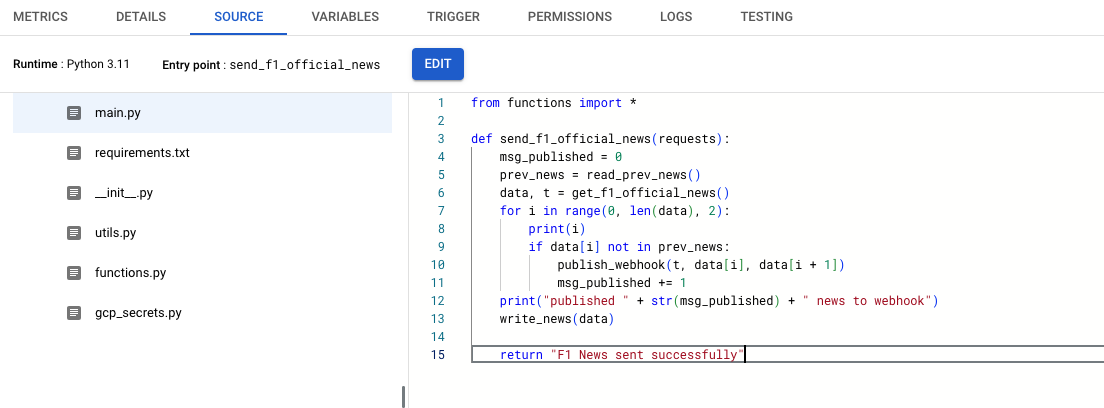 METRICS DETAILS SOURCE VARIABLES TRIGGER PERMISSIONS LOGS TESTING
Runtime : Python 3.11 Entry point : send_f1_official_news EDIT
main.py
requirements.txt
__init__.py
utils.py
functions.py
gcp_secrets.py
1 from functions import *
2
3 def send_f1_official_news(requests):
4 msg_published = 0
5 prev_news = read_prev_news()
6 data, t = get_f1_official_news()
7 for i in range(0, len(data), 2):
8 print(i)
9 if data[i] not in prev_news:
10 publish_webhook(t, data[i], data[i + 1])
11 msg_published += 1
12 print("published " + str(msg_published) + " news to webhook")
13 write_news(data)
14
15 return "F1 News sent successfully"